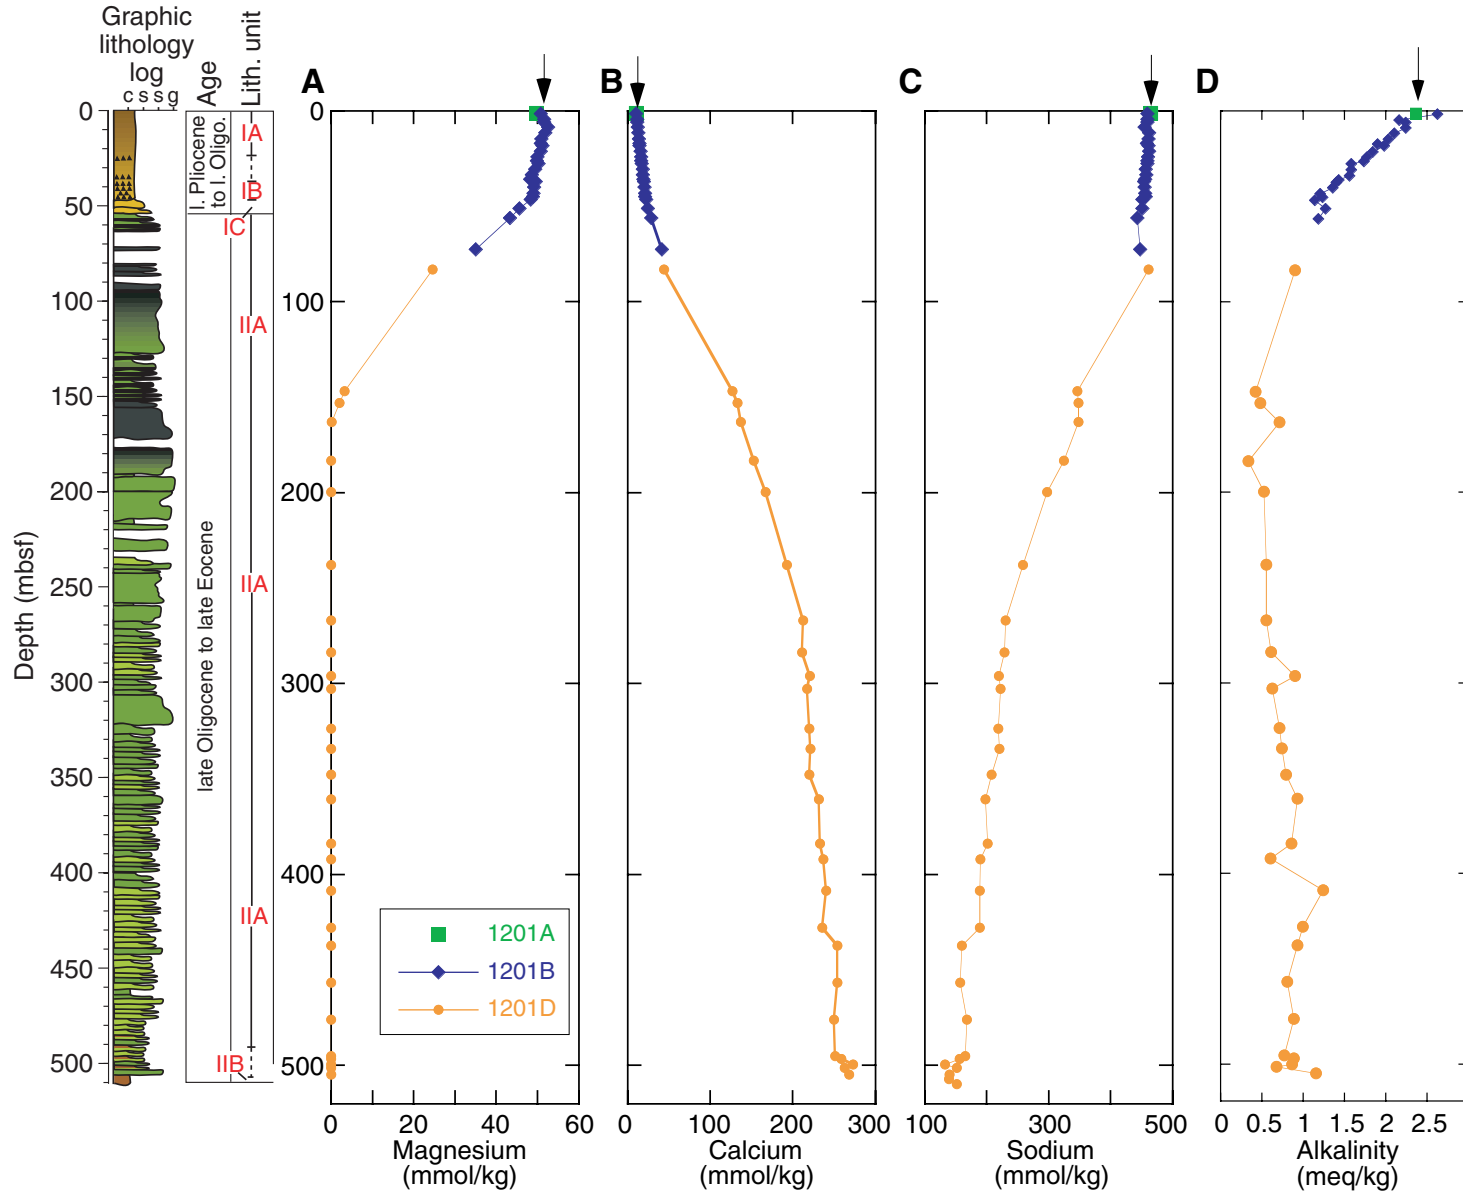 Graphic
lithology
log
c s s g
Age
Lith. unit
A
B
C
D
0
50
100
150
200
250
300
350
400
450
500
Depth (mbsf)
l. Pliocene
to l. Oligo.
late Oligocene to late Eocene
IA
IB
IC
IIA
IIA
IIA
IIB
0
100
200
300
400
500
1201A
1201B
1201D
0 20 40 60
Magnesium
(mmol/kg)
0 100 200 300
Calcium
(mmol/kg)
100 300 500
Sodium
(mmol/kg)
0 0.5 1 1.5 2 2.5
Alkalinity
(meq/kg)